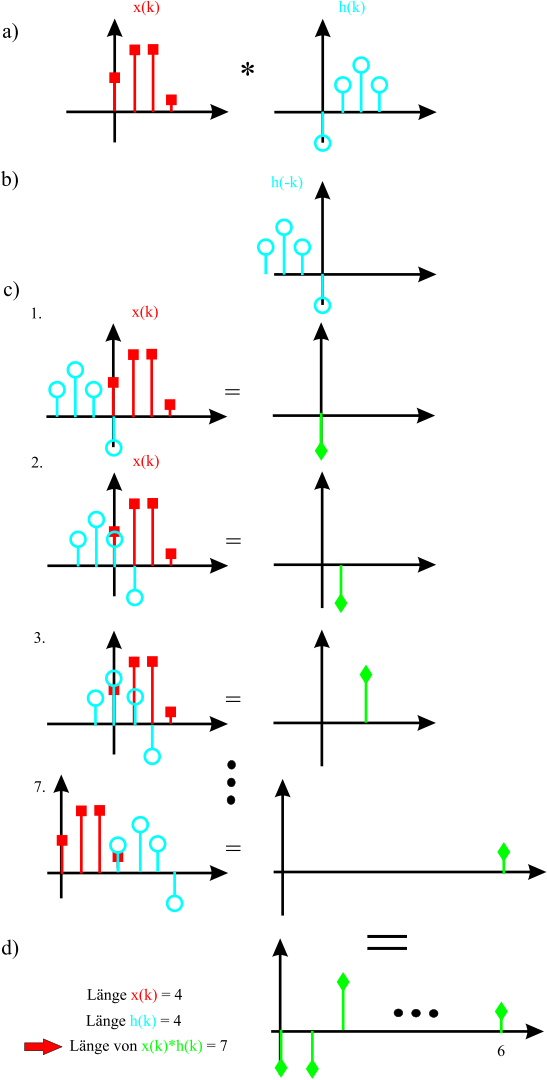 a)
x(k)
*
h(k)
b)
h(-k)
c)
1.
x(k)
=
2.
x(k)
=
3.
=
7.
=
d)
=
Länge x(k) = 4
Länge h(k) = 4
Länge von x(k)*h(k) = 7
6